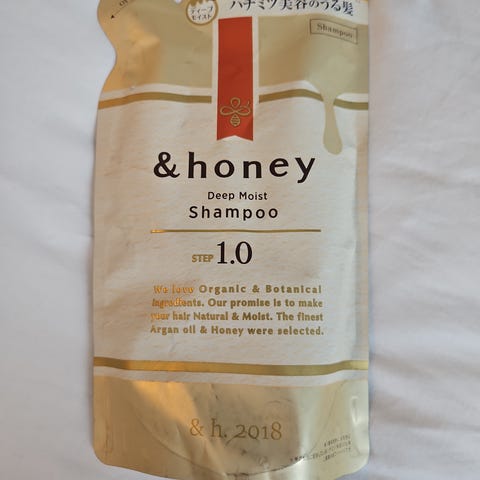 ディープ
モイスト
ハチミツ美容のうる髪
Shampoo
&honey
Deep Moist
Shampoo
STEP 1.0
We love Organic & Botanical
ingredients. Our promise is to make
your hair Natural & Moist. The finest
Argan oil & Honey were selected.
& h. 2018